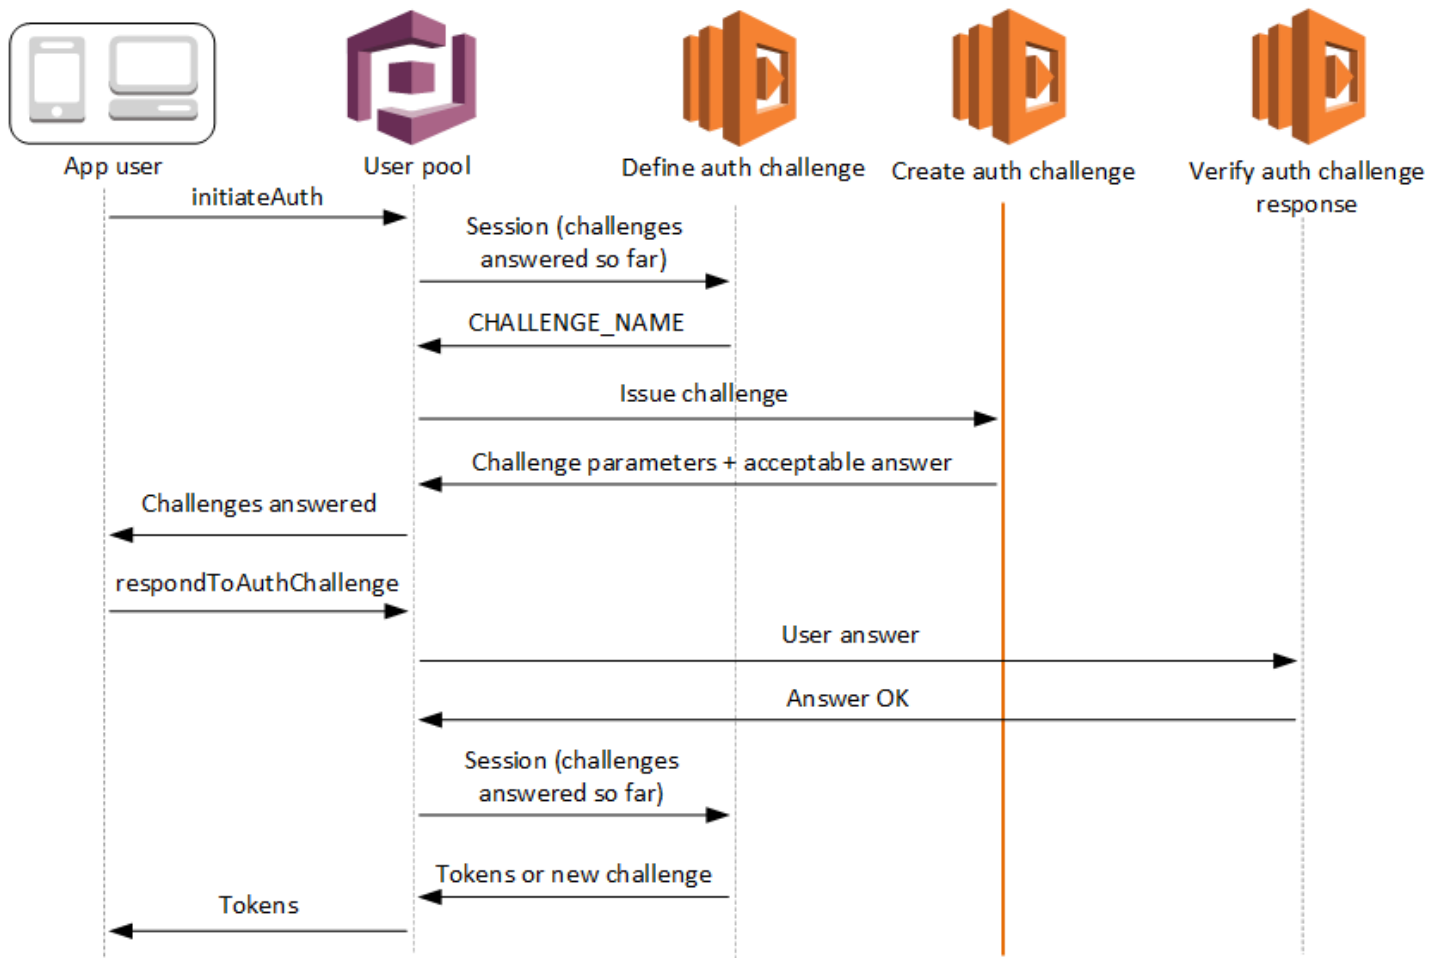 App user
User pool
Define auth challenge
Create auth challenge
Verify auth challenge
response
initiateAuth
Session (challenges
answered so far)
CHALLENGE_NAME
Issue challenge
Challenge parameters + acceptable answer
Challenges answered
respondToAuthChallenge
User answer
Answer OK
Session (challenges
answered so far)
Tokens or new challenge
Tokens